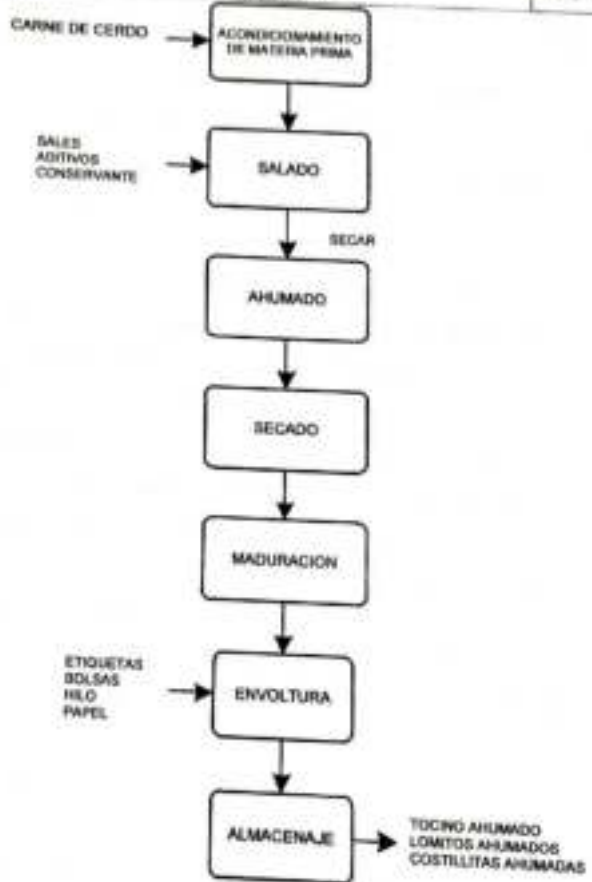 CARNE DE CERDO
ACONDICIONAMIENTO
DE MATERIA PRIMA
SALES
ADITIVOS
CONSERVANTE
SALADO
SECAR
AHUMADO
SECADO
MADURACION
ETIQUETAS
BOLSAS
HILO
PAPEL
ENVOLTURA
ALMACENAJE
TOCINO AHUMADO
LOMITOS AHUMADOS
COSTILLITAS AHUMADAS